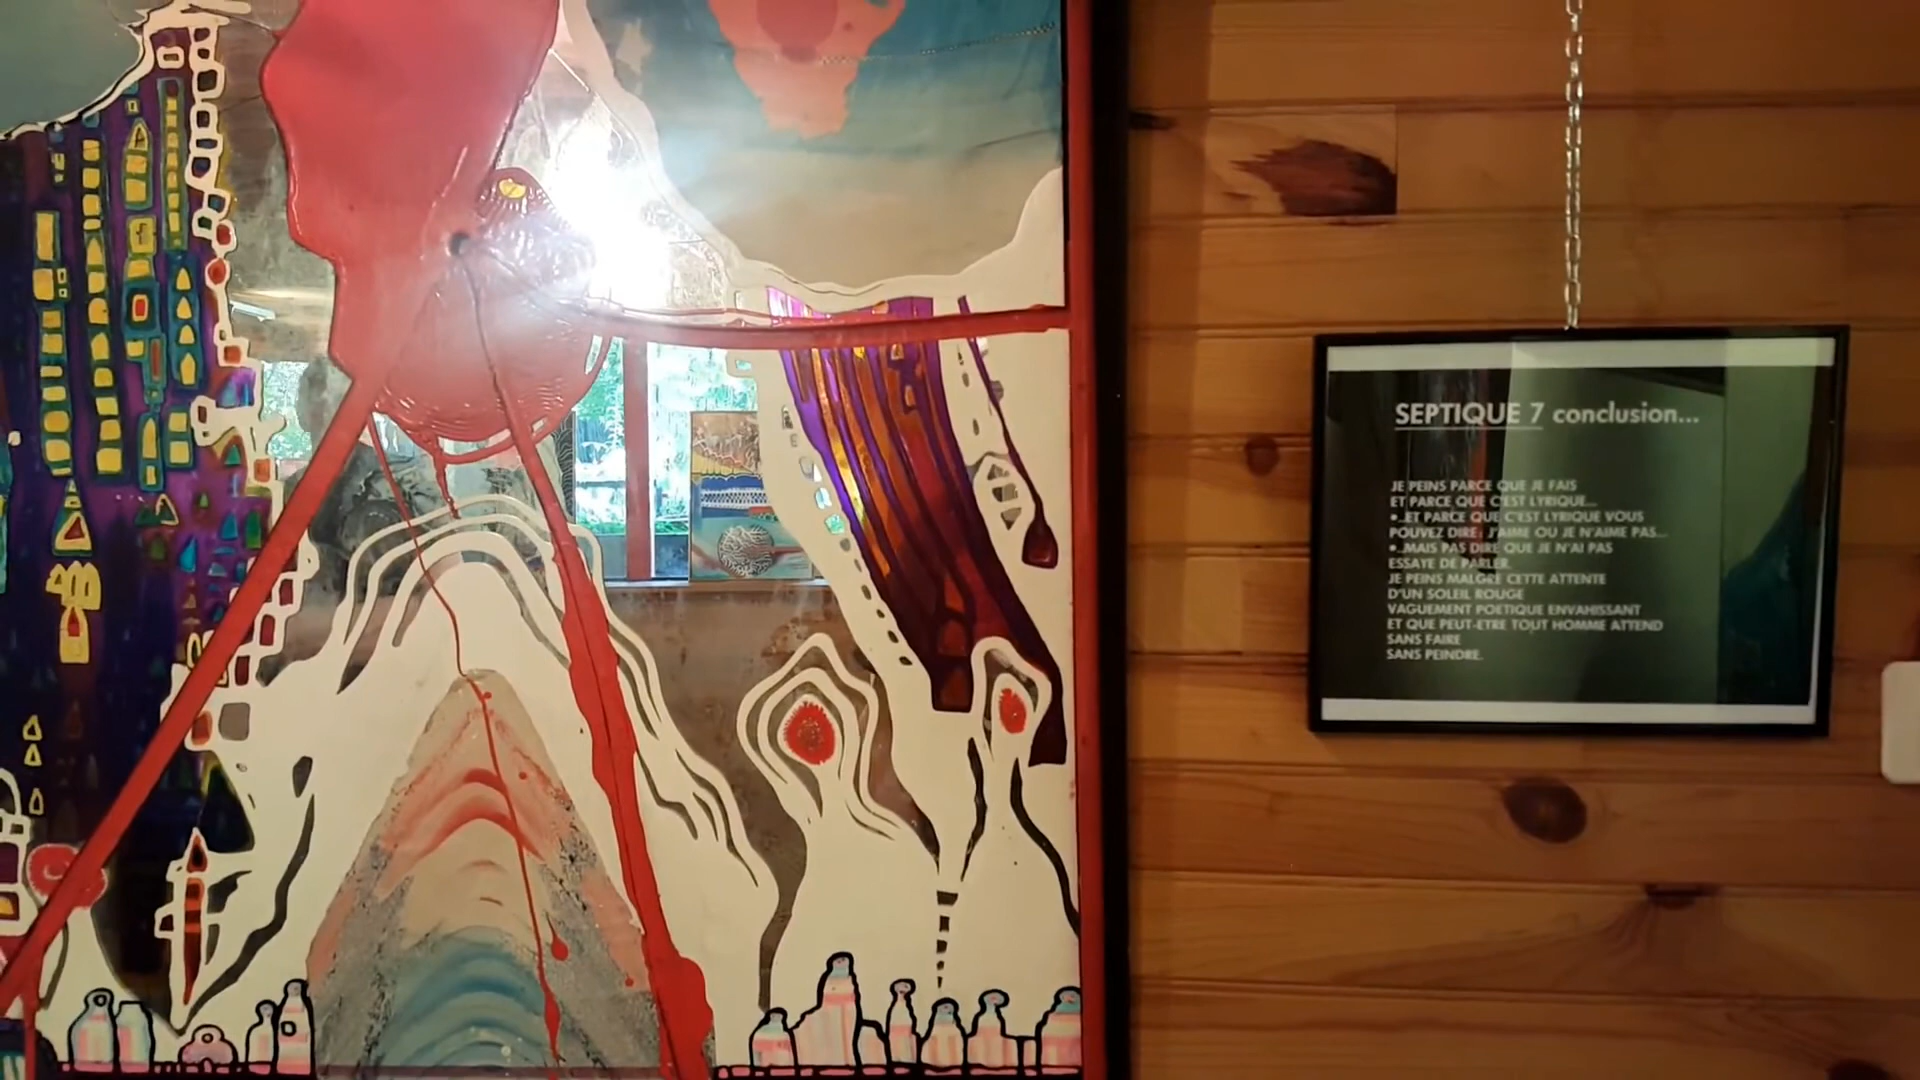 SEPTIQUE 7 conclusion...
JE PEINS PARCE QUE JE FAIS
ET PARCE QUE C'EST LYRIQUE...
•..ET PARCE QUE C'EST LYRIQUE VOUS
POUVEZ DIRE: J'AIME OU JE N'AIME PAS...
•..MAIS PAS DIRE QUE JE N'AI PAS
ESSAYE DE PARLER.
JE PEINS MALGRE CETTE ATTENTE
D'UN SOLEIL ROUGE
VAGUEMENT POETIQUE ENVAHISSANT
ET QUE PEUT-ETRE TOUT HOMME ATTEND
SANS FAIRE
SANS PEINDRE.